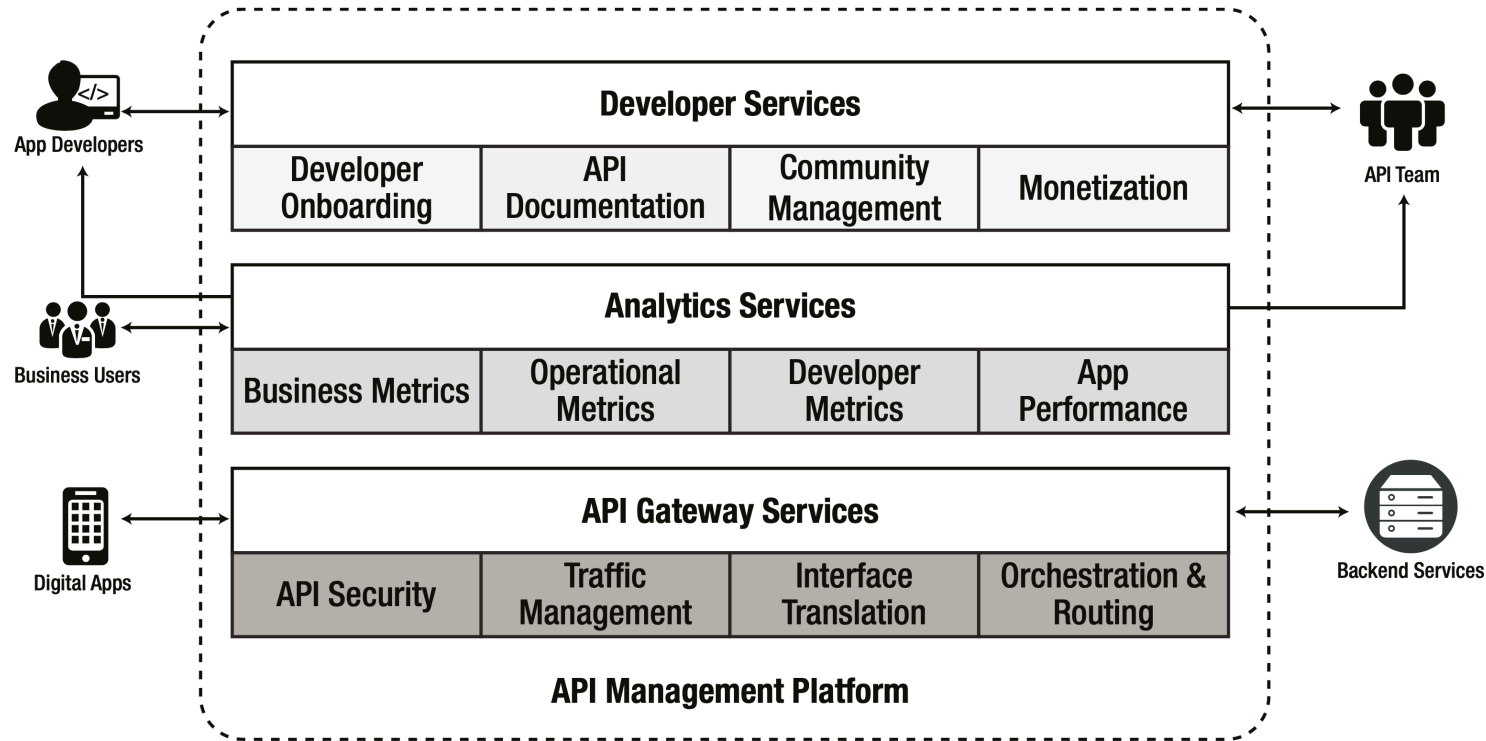 </>
App Developers
Developer Services
API Team
Developer
Onboarding
API
Documentation
Community
Management
Monetization
Analytics Services
Business Users
Business Metrics
Operational
Metrics
Developer
Metrics
App
Performance
API Gateway Services
Digital Apps
Backend Services
API Security
Traffic
Management
Interface
Translation
Orchestration &
Routing
API Management Platform